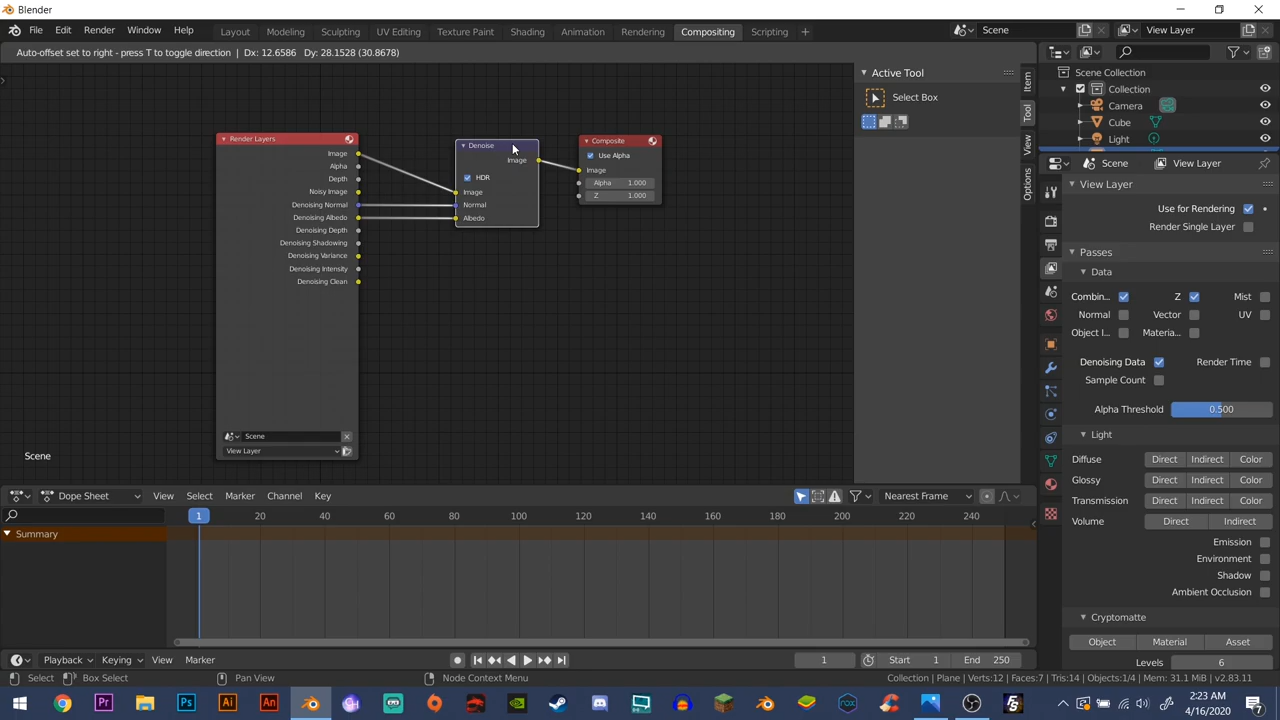 Blender
File Edit Render Window Help Layout Modeling Sculpting UV Editing Texture Paint Shading Animation Rendering Compositing Scripting + Scene View Layer
Auto-offset set to right - press T to toggle direction | Dx: 12.6586 Dy: 28.1528 (30.8678)
Active Tool
Select Box
Item
Tool
View
Options
Scene Collection
Collection
Camera
Cube
Light
Scene View Layer
View Layer
Use for Rendering
Render Single Layer
Passes
Data
Combin... Z Mist
Normal Vector UV
Object I... Materia...
Denoising Data Render Time
Sample Count
Alpha Threshold 0.500
Light
Diffuse Direct Indirect Color
Glossy Direct Indirect Color
Transmission Direct Indirect Color
Volume Direct Indirect
Emission
Environment
Shadow
Ambient Occlusion
Cryptomatte
Object Material Asset
Levels 6
Render Layers
Image
Alpha
Depth
Noisy Image
Denoising Normal
Denoising Albedo
Denoising Depth
Denoising Shadowing
Denoising Variance
Denoising Intensity
Denoising Clean
Scene
View Layer
Denoise
Image
HDR
Image
Normal
Albedo
Composite
Use Alpha
Image
Alpha 1.000
Z 1.000
Scene
Dope Sheet View Select Marker Channel Key Nearest Frame
1 20 40 60 80 100 120 140 160 180 200 220 240
Summary
Playback Keying View Marker 1 Start 1 End 250
Select Box Select Pan View Node Context Menu Collection | Plane | Verts:12 | Faces:7 | Tris:14 | Objects:1/4 | Mem: 31.1 MiB | v2.83.11
Pr Ps Ai An
2:23 AM
4/16/2020